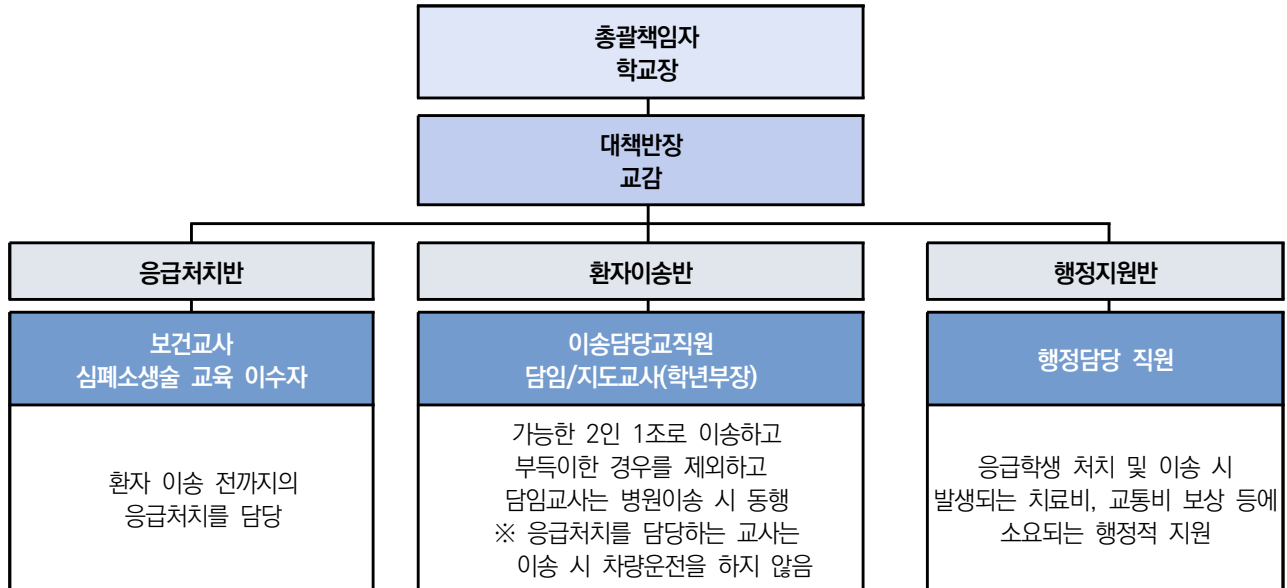 총괄책임자
학교장
대책반장
교감
응급처치반
보건교사
심폐소생술 교육 이수자
환자 이송 전까지의
응급처치를 담당
환자이송반
이송담당교직원
담임/지도교사(학년부장)
가능한 2인 1조로 이송하고
부득이한 경우를 제외하고
담임교사는 병원이송 시 동행
※ 응급처치를 담당하는 교사는
이송 시 차량운전을 하지 않음
행정지원반
행정담당 직원
응급학생 처치 및 이송 시
발생되는 치료비, 교통비 보상 등에
소요되는 행정적 지원